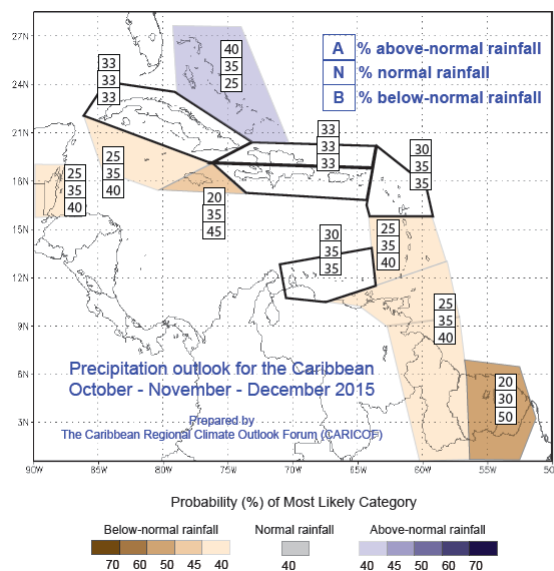 27N
24N
21N
18N
15N
12N
9N
6N
3N
A % above-normal rainfall
N % normal rainfall
B % below-normal rainfall
40
35
25
33
33
33
33
33
33
30
35
35
25
35
40
25
35
40
20
35
45
25
35
40
30
35
35
25
35
40
20
30
50
Precipitation outlook for the Caribbean
October - November - December 2015
Prepared by
The Caribbean Regional Climate Outlook Forum (CARICOF)
90W 85W 80W 75W 70W 65W 60W 55W 50
Probability (%) of Most Likely Category
Below-normal rainfall Normal rainfall Above-normal rainfall
70 60 50 45 40 40 40 45 50 60 70